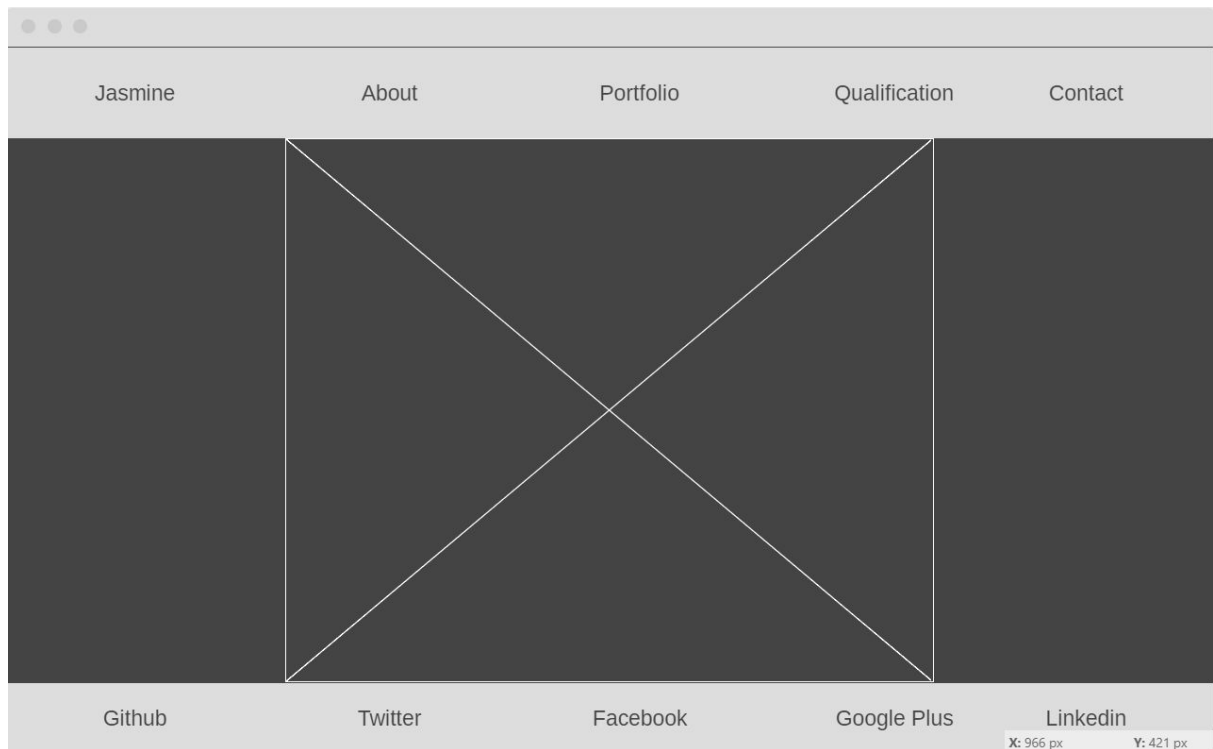 Jasmine About Portfolio Qualification Contact
Github Twitter Facebook Google Plus Linkedin
X: 966 px Y: 421 px